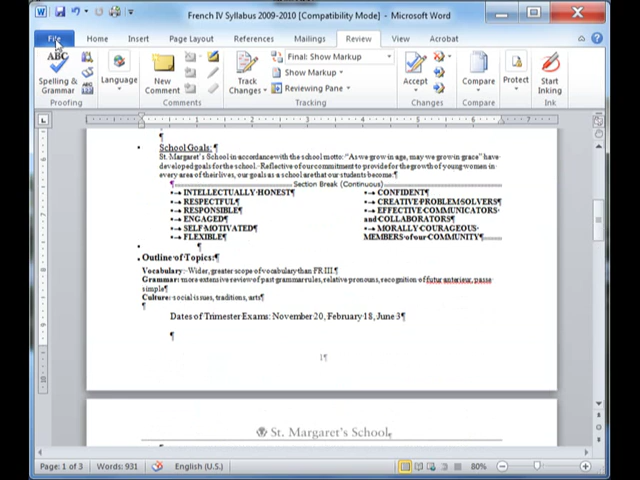 French IV Syllabus 2009-2010 [Compatibility Mode] - Microsoft Word
File Home Insert Page Layout References Mailings Review View Acrobat
ABC
Spelling & Grammar
Proofing
Language
New Comment
Comments
Track Changes
Final: Show Markup
Show Markup
Reviewing Pane
Tracking
Accept
Changes
Compare
Compare
Protect
Start Inking
Ink
School Goals: ¶
St. Margaret's School in accordance with the school motto: "As we grow in age, may we grow in grace" have
developed goals for the school. Reflective of our commitment to provide for the growth of young women in
every area of their lives, our goals as a school are that our students become:¶
Section Break (Continuous)
INTELLECTUALLY HONEST¶
RESPECTFUL¶
RESPONSIBLE¶
ENGAGED¶
SELF MOTIVATED¶
FLEXIBLE¶
CONFIDENT¶
CREATIVE PROBLEM SOLVERS¶
EFFECTIVE COMMUNICATORS
and COLLABORATORS¶
MORALLY COURAGEOUS
MEMBERS of our COMMUNITY¶
Outline of Topics:¶
Vocabulary: Wider, greater scope of vocabulary than FR III.¶
Grammar: more extensive review of past grammar rules, relative pronouns, recognition of futur anterieur, passe
simple¶
Culture: social issues, traditions, arts¶
Dates of Trimester Exams: November 20, February 18, June 3¶
1¶
St. Margaret's School
Page: 1 of 3 Words: 931 English (U.S.) 80%